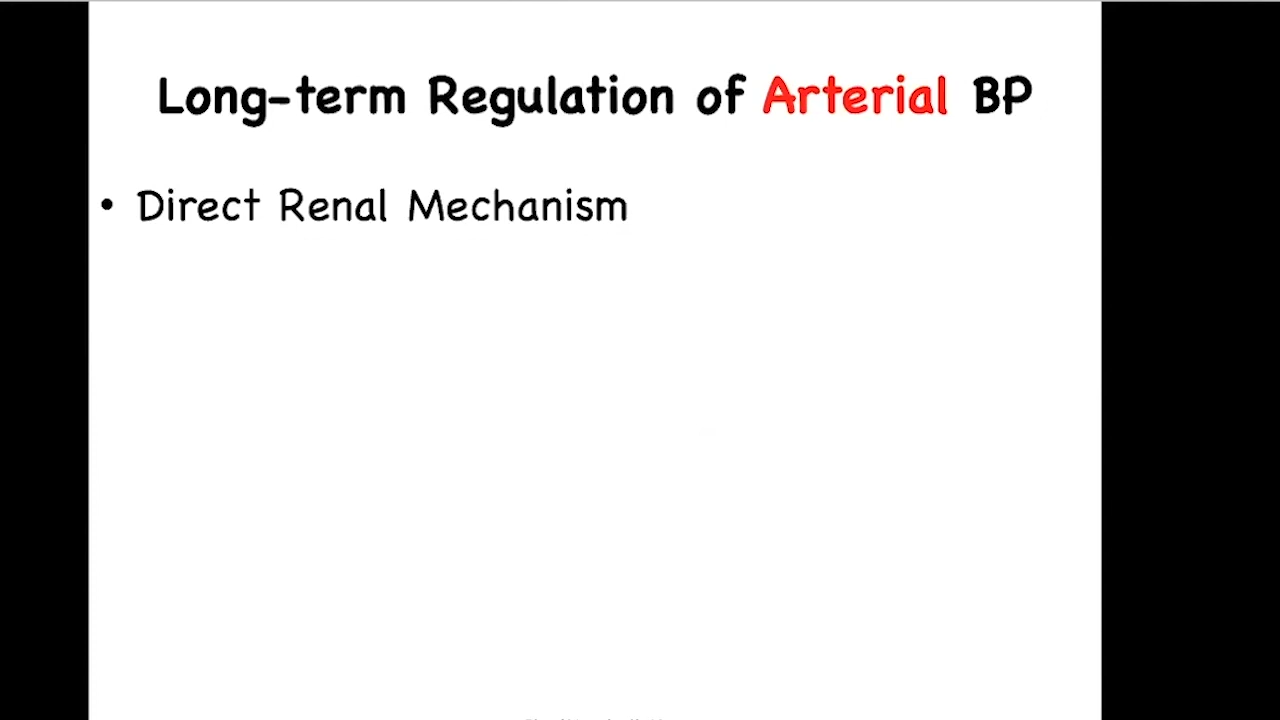 Long-term Regulation of Arterial BP
• Direct Renal Mechanism